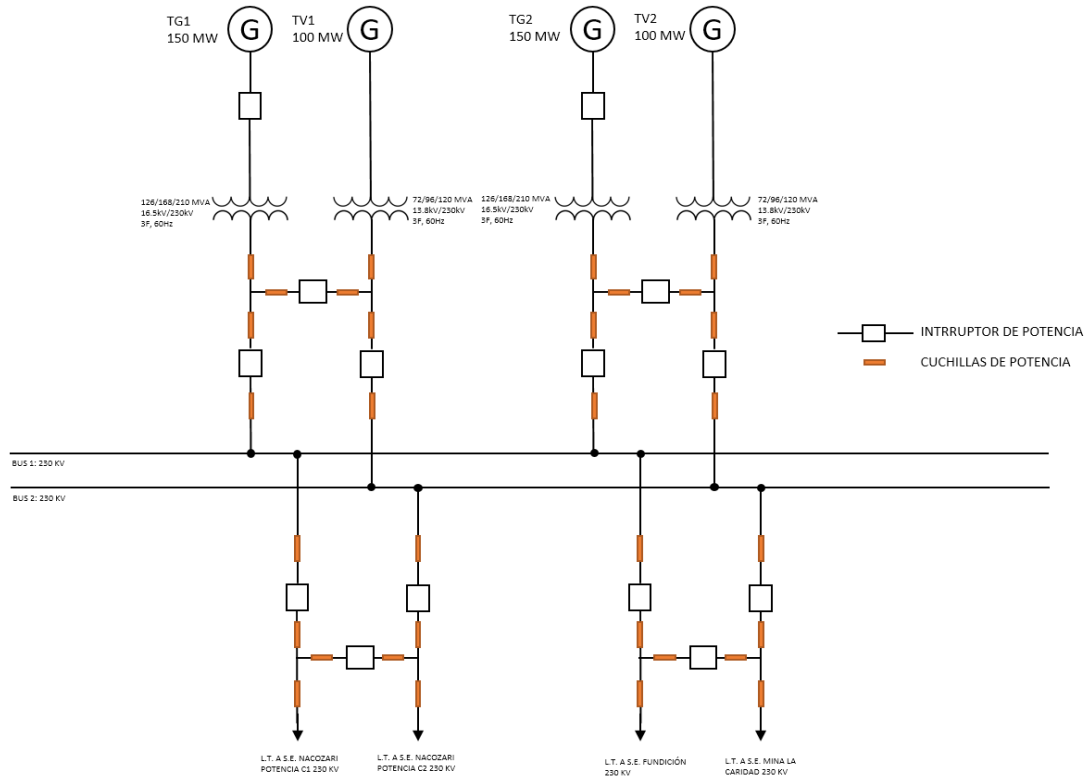 TG1
150 MW
G
TV1
100 MW
G
TG2
150 MW
G
TV2
100 MW
G
126/168/210 MVA
16.5kV/230kV
3F, 60Hz
72/96/120 MVA
13.8kV/230kV
3F, 60Hz
126/168/210 MVA
16.5kV/230kV
3F, 60Hz
72/96/120 MVA
13.8kV/230kV
3F, 60Hz
INTRRUPTOR DE POTENCIA
CUCHILLAS DE POTENCIA
BUS 1: 230 KV
BUS 2: 230 KV
L.T. A S.E. NACOZARI
POTENCIA C1 230 KV
L.T. A S.E. NACOZARI
POTENCIA C2 230 KV
L.T. A S.E. FUNDICIÓN
230 KV
L.T. A S.E. MINA LA
CARIDAD 230 KV